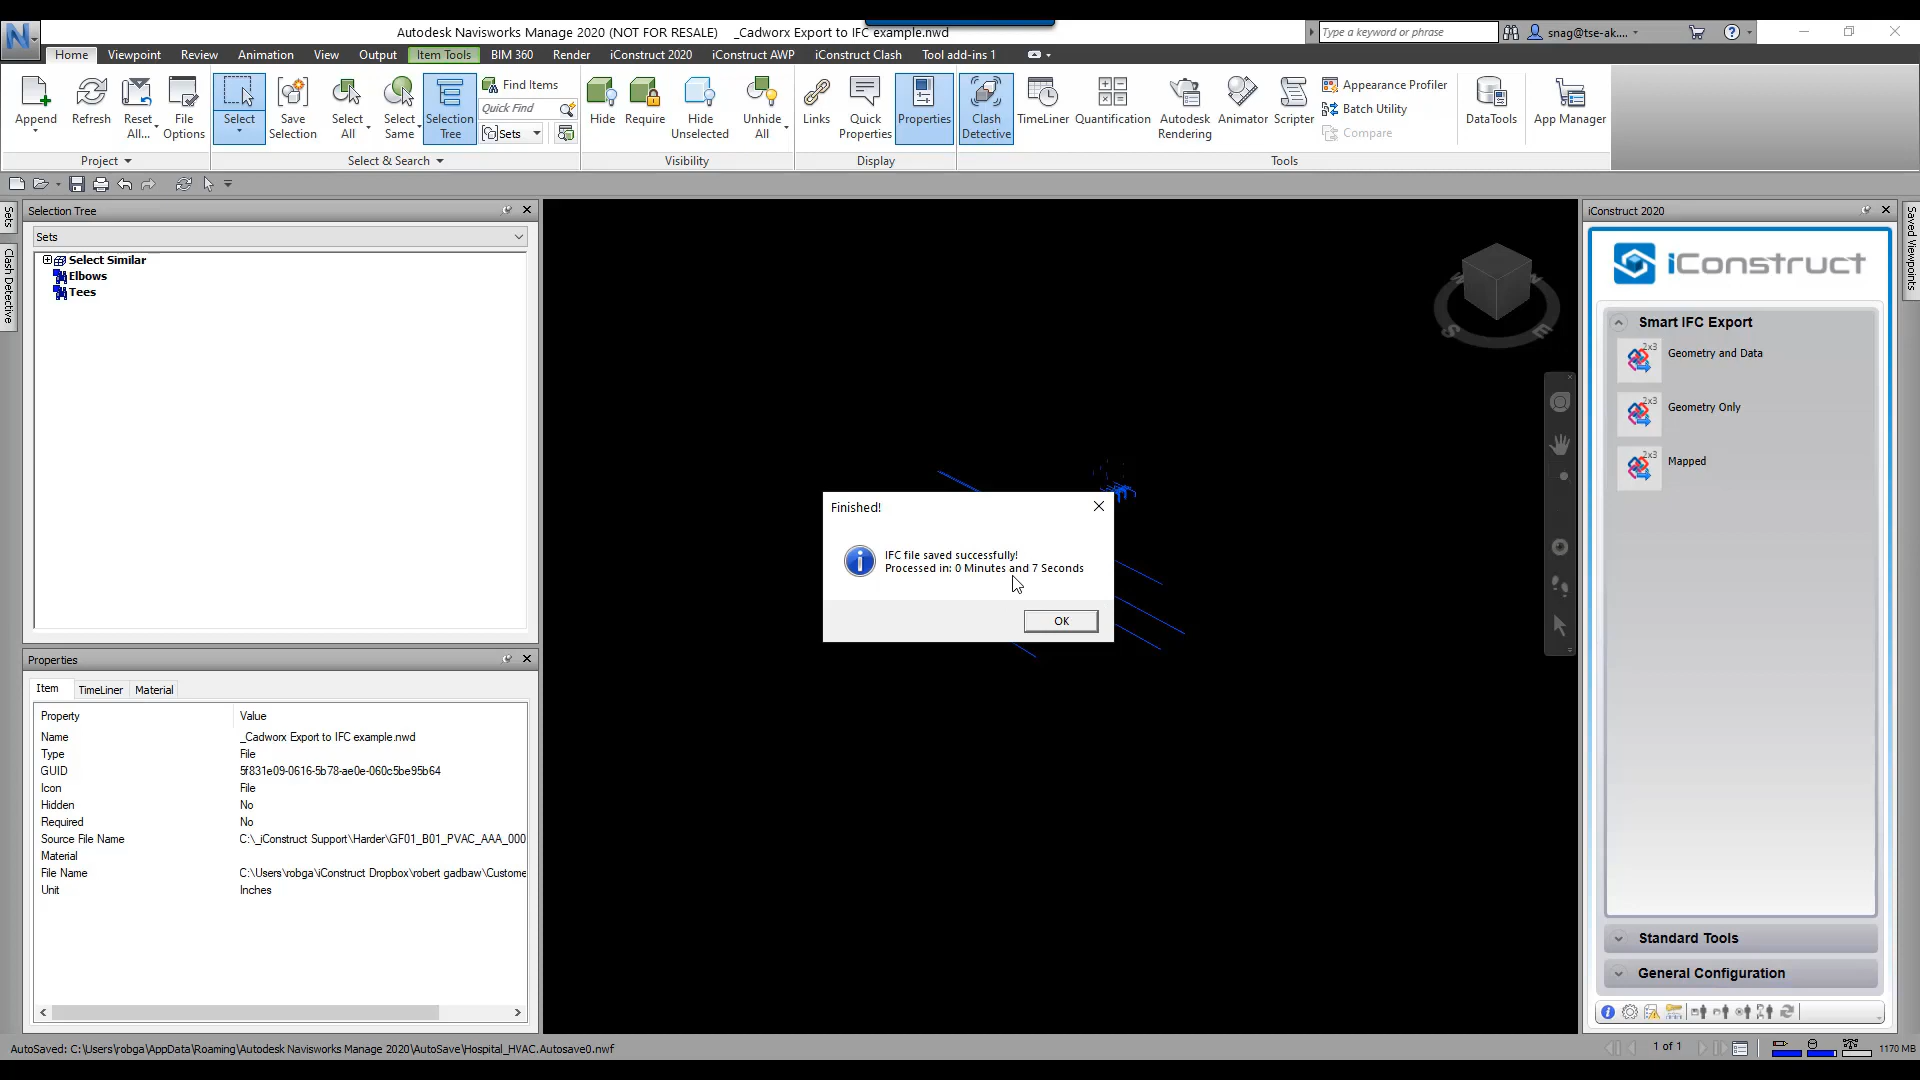 Autodesk Navisworks Manage 2020 (NOT FOR RESALE) _Cadworx Export to IFC example.nwd
Type a keyword or phrase
snag@tse-ak....
Home Viewpoint Review Animation View Output Item Tools BIM 360 Render iConstruct 2020 iConstruct AWP iConstruct Clash Tool add-ins 1
Append
Refresh
Reset All...
File Options
Project
Select
Save Selection
Select All
Select Same
Selection Tree
Find Items
Quick Find
Sets
Select & Search
Hide
Require
Hide Unselected
Unhide All
Visibility
Links
Quick Properties
Properties
Display
Clash Detective
TimeLiner
Quantification
Autodesk Rendering
Animator
Scripter
Appearance Profiler
Batch Utility
Compare
DataTools
App Manager
Tools
Sets
Clash Detective
Selection Tree
Sets
Select Similar
Elbows
Tees
Properties
Item TimeLiner Material
Property Value
Name _Cadworx Export to IFC example.nwd
Type File
GUID 5f831e09-0616-5b78-ae0e-060c5be95b64
Icon File
Hidden No
Required No
Source File Name C:\_iConstruct Support\Harder\GF01_B01_PVAC_AAA_000
Material
File Name C:\Users\robga\iConstruct Dropbox\robert gadbaw\Custome
Unit Inches
S E
Finished!
IFC file saved successfully!
Processed in: 0 Minutes and 7 Seconds
OK
iConstruct 2020
iConstruct
Smart IFC Export
2x3
Geometry and Data
2x3
Geometry Only
2x3
Mapped
Standard Tools
General Configuration
Saved Viewpoints
AutoSaved: C:\Users\robga\AppData\Roaming\Autodesk Navisworks Manage 2020\AutoSave\Hospital_HVAC.Autosave0.nwf
1 of 1
1170 MB